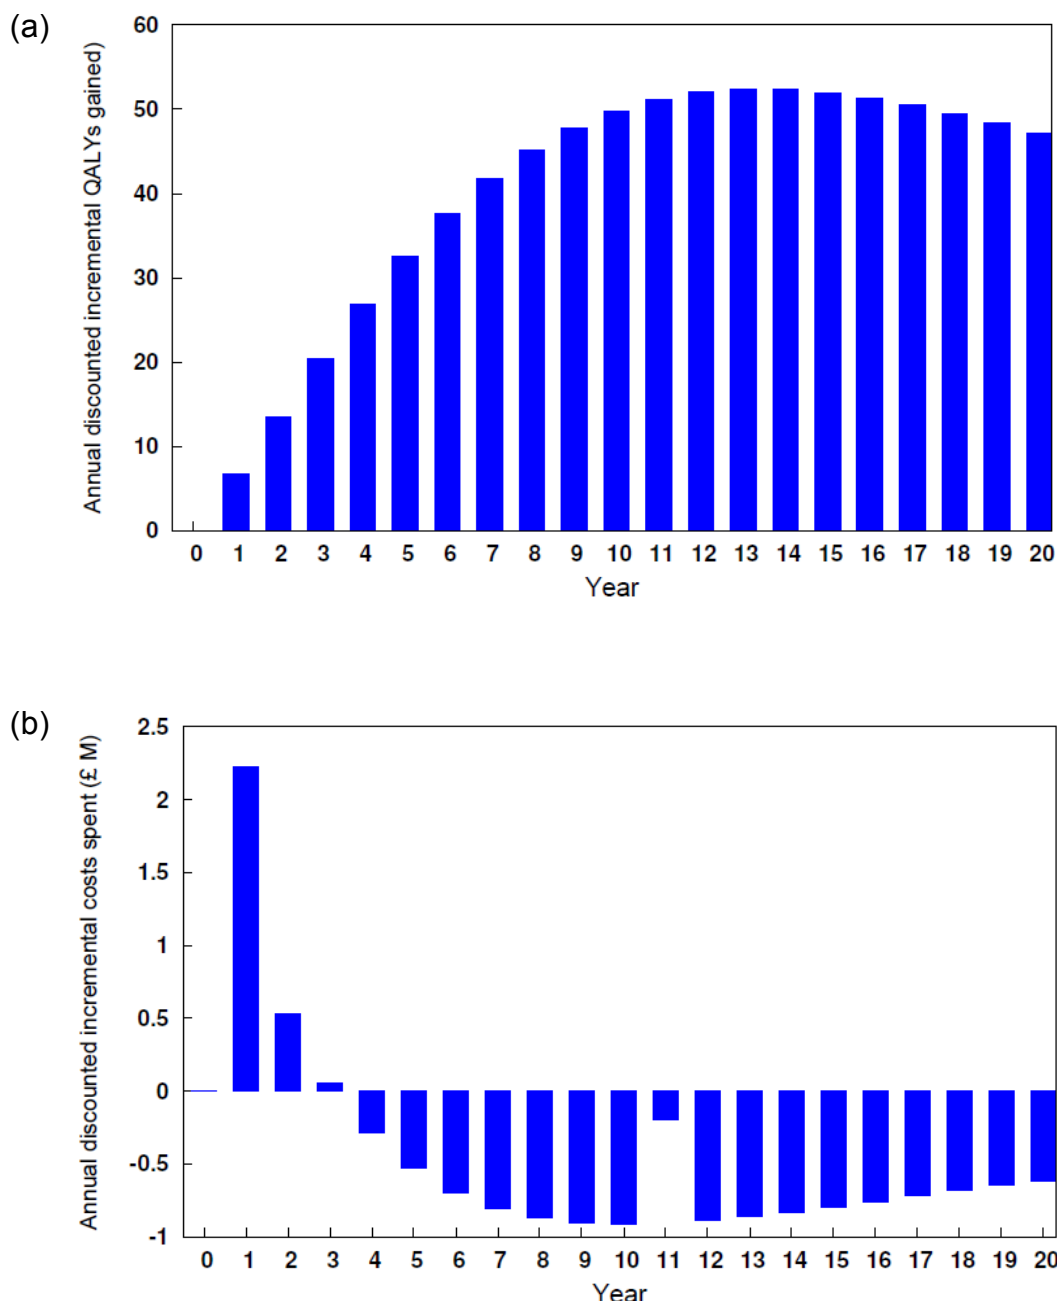 (a)
Annual discounted incremental QALYs gained)
60
50
40
30
20
10
0
0 1 2 3 4 5 6 7 8 9 10 11 12 13 14 15 16 17 18 19 20
Year
(b)
Annual discounted incremental costs spent (£ M)
2.5
2
1.5
1
0.5
0
-0.5
-1
0 1 2 3 4 5 6 7 8 9 10 11 12 13 14 15 16 17 18 19 20
Year